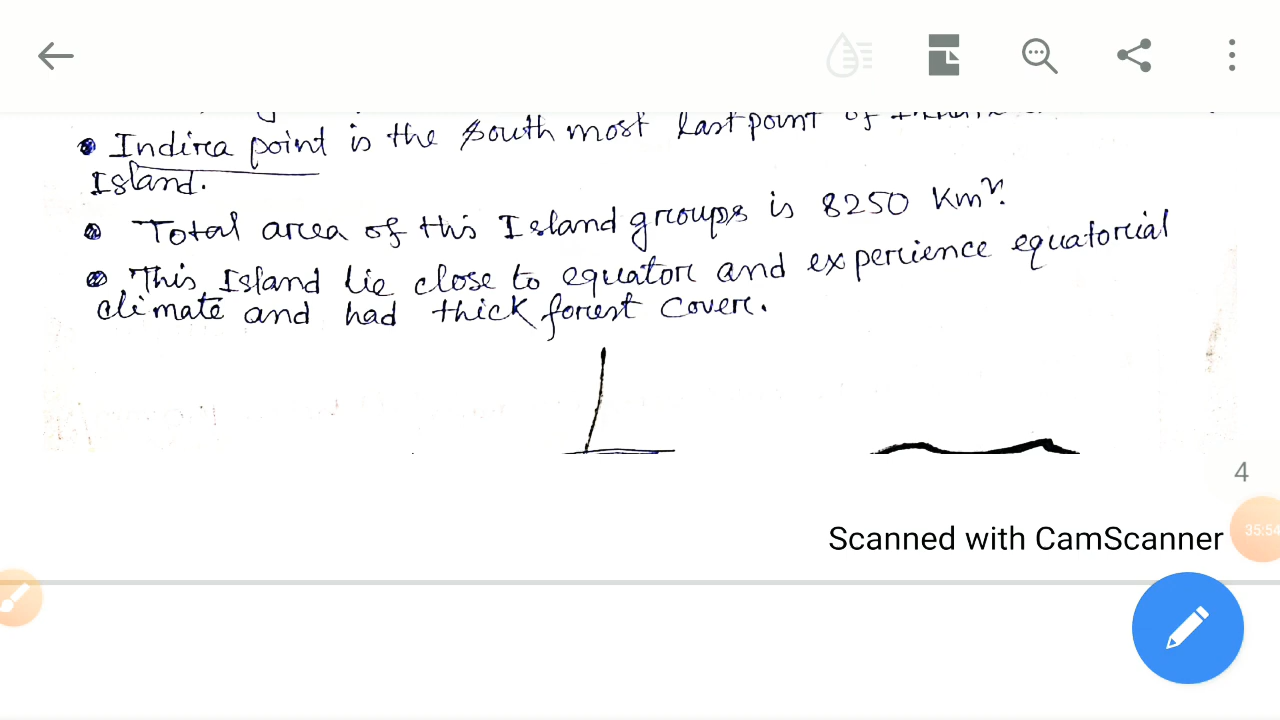 Indira point is the South most Last point of
Island.
Total area of this Island groups is 8250 Km².
This Island lie close to equator and experience equatorial
climate and had thick forest cover.
4
35:54
Scanned with CamScanner